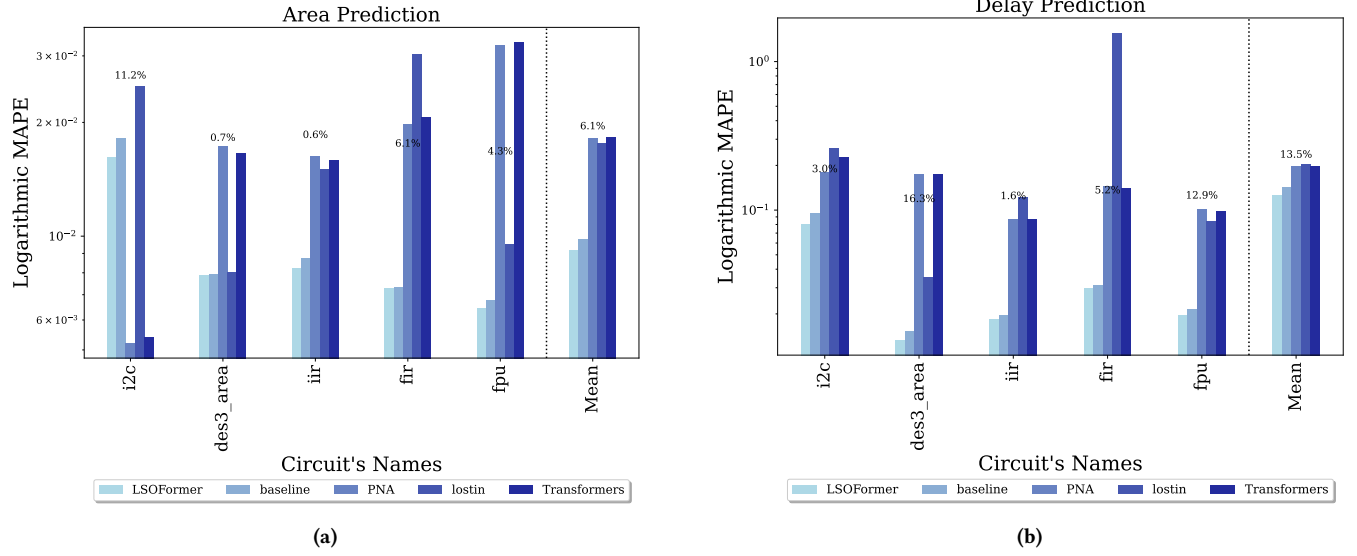 Area Prediction
Logarithmic MAPE
3 × 10⁻²
2 × 10⁻²
10⁻²
6 × 10⁻³
11.2%
0.7%
0.6%
6.1%
4.3%
6.1%
i2c
des3_area
iir
fir
fpu
Mean
Circuit's Names
LSOFormer baseline PNA lostin Transformers
(a)
Delay Prediction
Logarithmic MAPE
10⁰
10⁻¹
3.0%
16.3%
1.6%
5.2%
12.9%
13.5%
i2c
des3_area
iir
fir
fpu
Mean
Circuit's Names
LSOFormer baseline PNA lostin Transformers
(b)